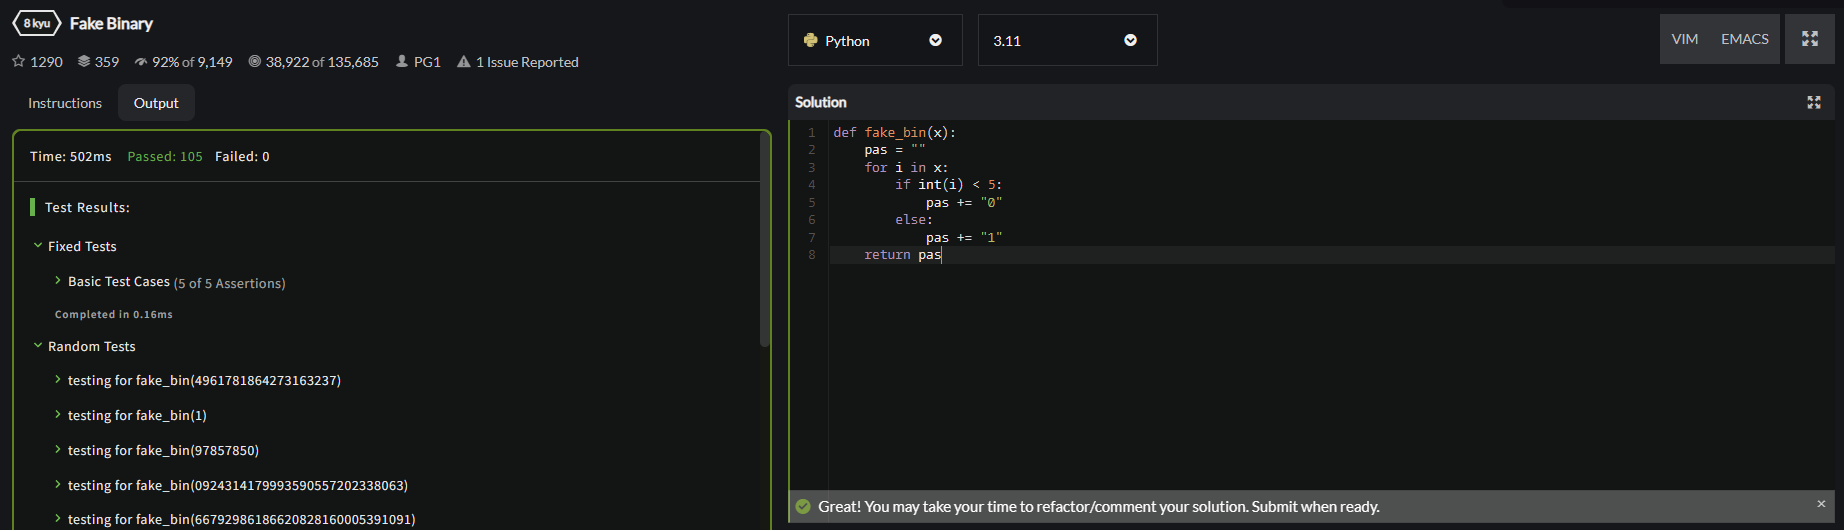 8 kyu Fake Binary
1290 359 92% of 9,149 38,922 of 135,685 PG1 1 Issue Reported
Instructions Output
Time: 502ms Passed: 105 Failed: 0
Test Results:
Fixed Tests
Basic Test Cases (5 of 5 Assertions)
Completed in 0.16ms
Random Tests
testing for fake_bin(4961781864273163237)
testing for fake_bin(1)
testing for fake_bin(97857850)
testing for fake_bin(0924314179993590557202338063)
testing for fake_bin(66792986186620828160005391091)
Python 3.11 VIM EMACS
Solution
1 def fake_bin(x):
2     pas = ""
3     for i in x:
4         if int(i) < 5:
5             pas += "0"
6         else:
7             pas += "1"
8     return pas
Great! You may take your time to refactor/comment your solution. Submit when ready.